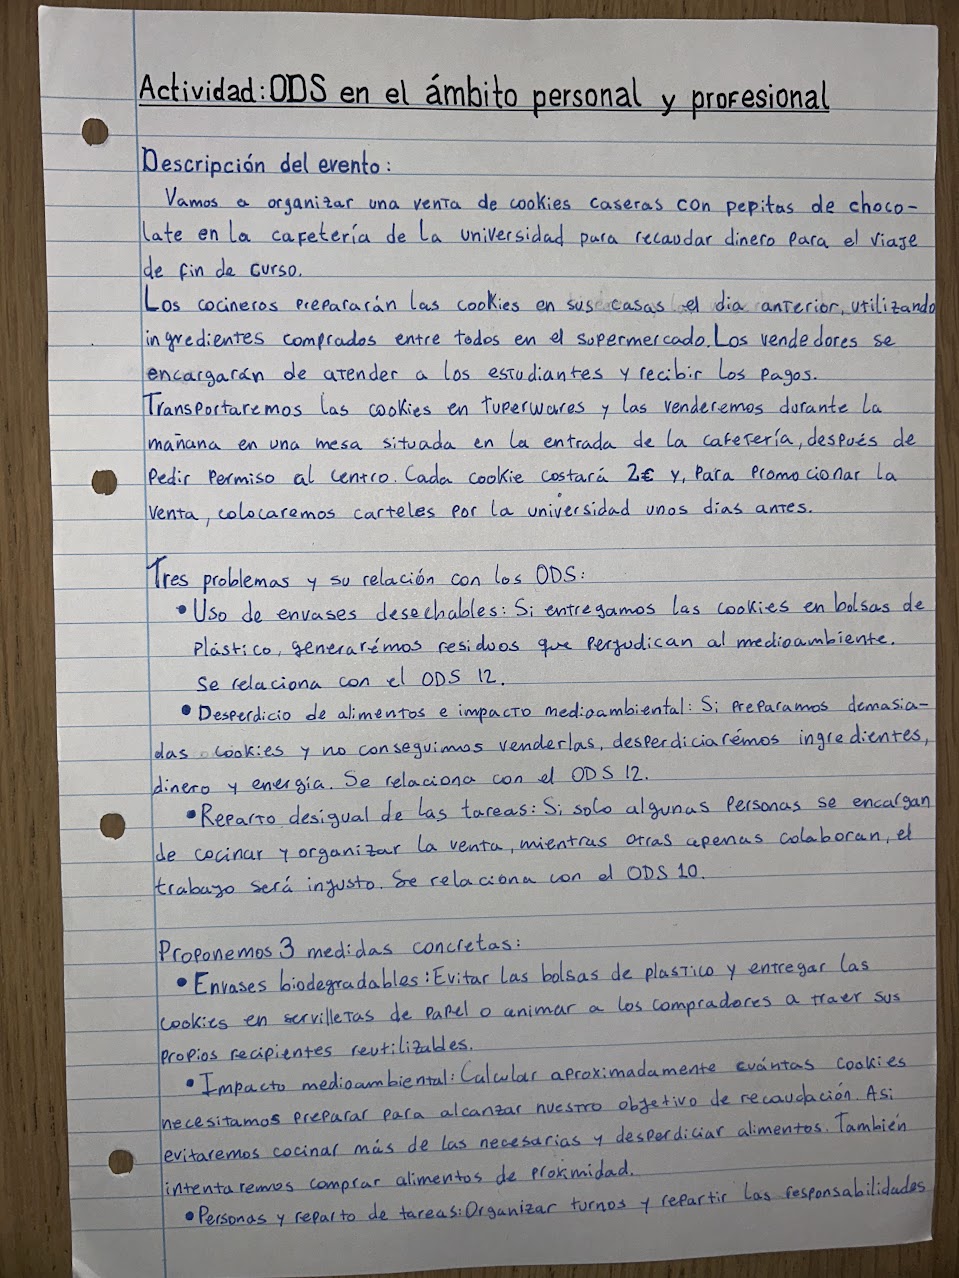 Actividad: ODS en el ámbito personal y profesional
Descripción del evento:
Vamos a organizar una venta de cookies caseras con pepitas de choco-
late en la cafetería de la universidad para recaudar dinero para el viaje
de fin de curso.
Los cocineros prepararán las cookies en sus casas el dia anterior, utilizando
ingredientes comprados entre todos en el supermercado. Los vendedores se
encargarán de atender a los estudiantes y recibir los pagos.
Transportaremos las cookies en tuperwares y las venderemos durante la
mañana en una mesa situada en la entrada de la cafetería, después de
pedir permiso al centro. Cada cookie costará 2€ y, para promocionar la
venta, colocaremos carteles por la universidad unos dias antes.
Tres problemas y su relación con los ODS:
• Uso de envases desechables: Si entregamos las cookies en bolsas de
plástico, generarémos residuos que perjudican al medioambiente.
Se relaciona con el ODS 12.
• Desperdicio de alimentos e impacto medioambiental: Si preparamos demasia-
das cookies y no conseguimos venderlas, desperdiciarémos ingredientes,
dinero y energía. Se relaciona con el ODS 12.
• Reparto desigual de las tareas: Si solo algunas personas se encargan
de cocinar y organizar la venta, mientras otras apenas colaboran, el
trabajo será injusto. Se relaciona con el ODS 10.
Proponemos 3 medidas concretas:
• Envases biodegradables: Evitar las bolsas de plastico y entregar las
cookies en servilletas de papel o animar a los compradores a traer sus
propios recipientes reutilizables.
• Impacto medioambiental: Calcular aproximadamente cuántas cookies
necesitamos preparar para alcanzar nuestro objetivo de recaudación. Asi
evitaremos cocinar más de las necesarias y desperdiciar alimentos. También
intentaremos comprar alimentos de proximidad.
• Personas y reparto de tareas: Organizar turnos y repartir las responsabilidades